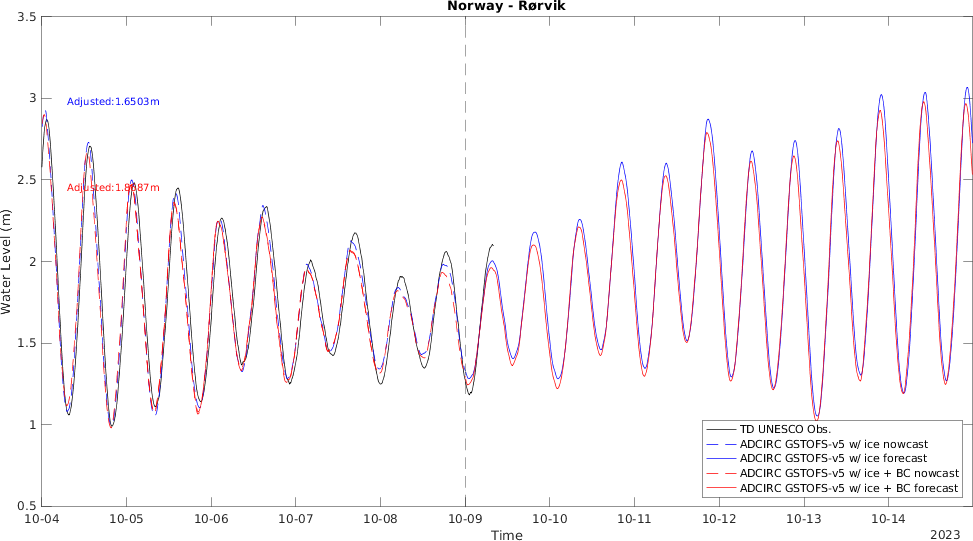 Norway - Rørvik
3.5
3
2.5
2
1.5
1
0.5
Water Level (m)
Adjusted:1.6503m
10-04
10-05
10-06
10-07
10-08
10-09
10-10
10-11
10-12
10-13
10-14
Time
2023
TD UNESCO Obs.
ADCIRC GSTOFS-v5 w/ ice nowcast
ADCIRC GSTOFS-v5 w/ ice forecast
ADCIRC GSTOFS-v5 w/ ice + BC nowcast
ADCIRC GSTOFS-v5 w/ ice + BC forecast